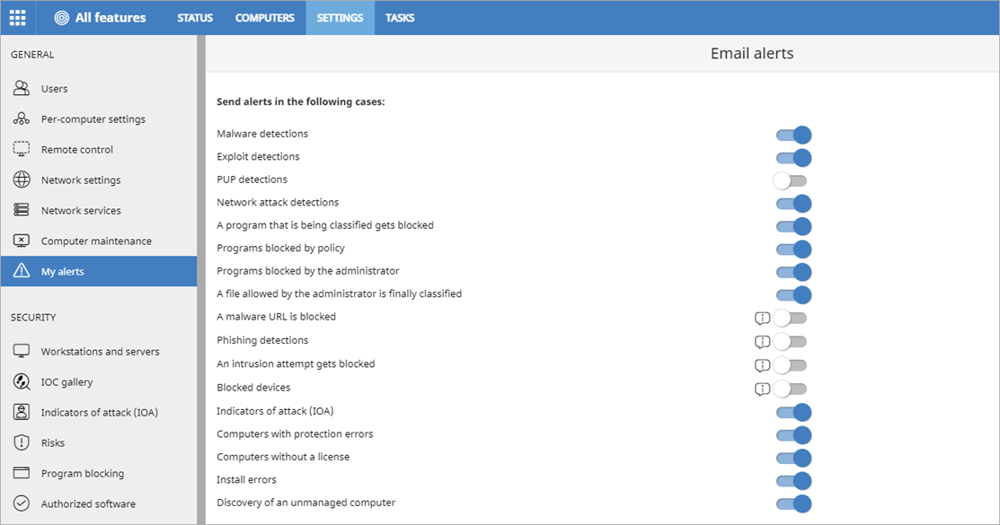 All features STATUS COMPUTERS SETTINGS TASKS
GENERAL
Users
Per-computer settings
Remote control
Network settings
Network services
Computer maintenance
My alerts
SECURITY
Workstations and servers
IOC gallery
Indicators of attack (IOA)
Risks
Program blocking
Authorized software
Email alerts
Send alerts in the following cases:
Malware detections
Exploit detections
PUP detections
Network attack detections
A program that is being classified gets blocked
Programs blocked by policy
Programs blocked by the administrator
A file allowed by the administrator is finally classified
A malware URL is blocked
Phishing detections
An intrusion attempt gets blocked
Blocked devices
Indicators of attack (IOA)
Computers with protection errors
Computers without a license
Install errors
Discovery of an unmanaged computer